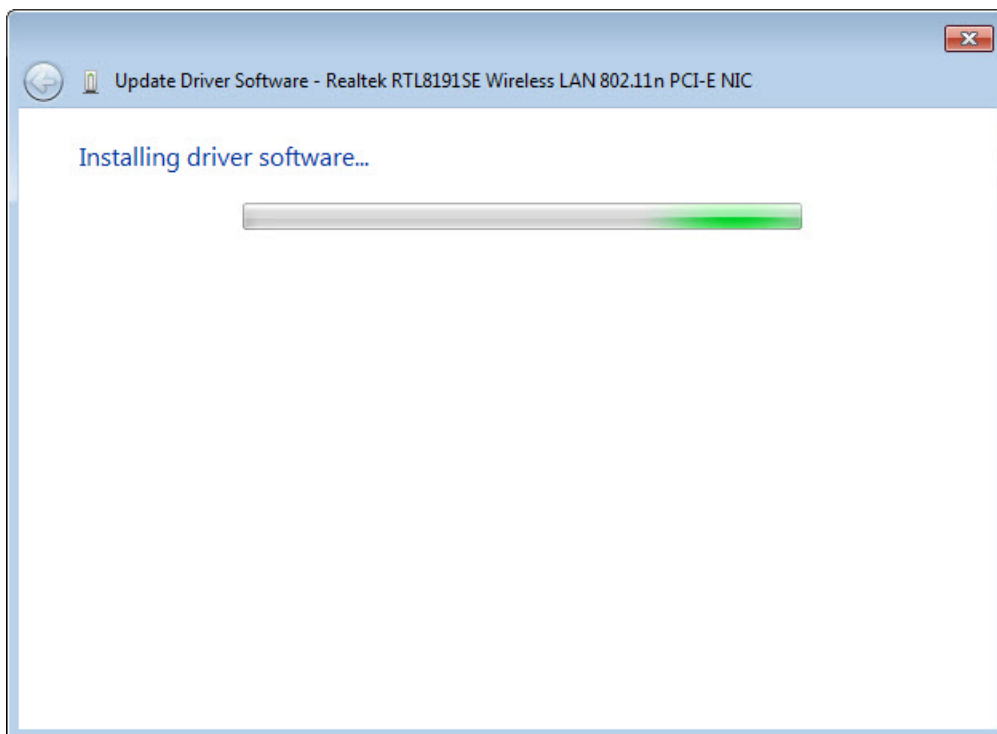 Update Driver Software - Realtek RTL8191SE Wireless LAN 802.11n PCI-E NIC
Installing driver software...